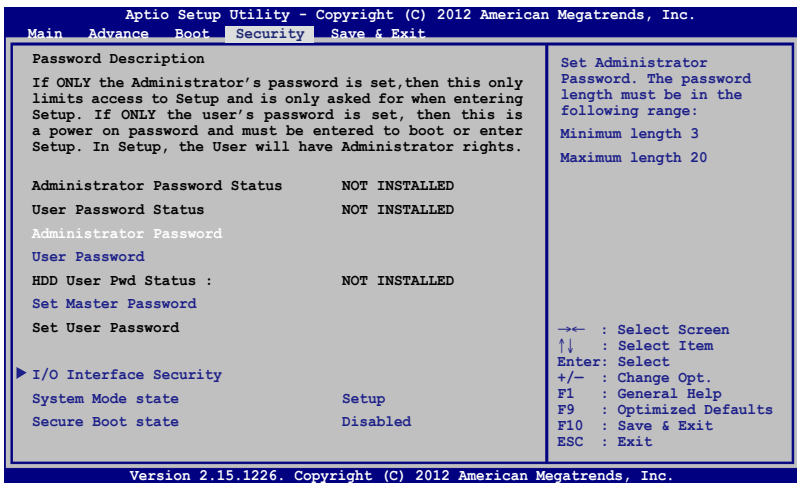 Aptio Setup Utility - Copyright (C) 2012 American Megatrends, Inc.
Main Advance Boot Security Save & Exit
Password Description
If ONLY the Administrator's password is set,then this only
limits access to Setup and is only asked for when entering
Setup. If ONLY the user's password is set, then this is
a power on password and must be entered to boot or enter
Setup. In Setup, the User will have Administrator rights.
Administrator Password Status NOT INSTALLED
User Password Status NOT INSTALLED
Administrator Password
User Password
HDD User Pwd Status : NOT INSTALLED
Set Master Password
Set User Password
I/O Interface Security
System Mode state Setup
Secure Boot state Disabled
Set Administrator
Password. The password
length must be in the
following range:
Minimum length 3
Maximum length 20
→← : Select Screen
↑↓ : Select Item
Enter: Select
+/— : Change Opt.
F1 : General Help
F9 : Optimized Defaults
F10 : Save & Exit
ESC : Exit
Version 2.15.1226. Copyright (C) 2012 American Megatrends, Inc.